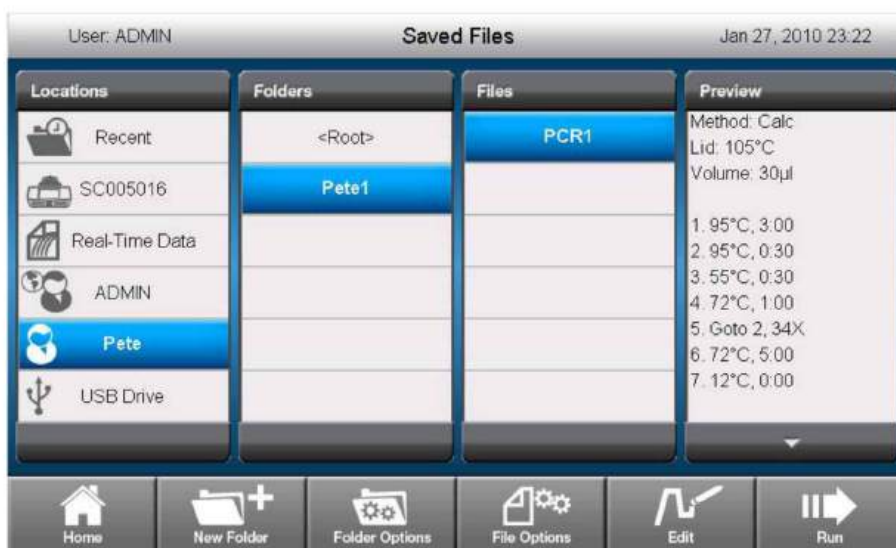 User: ADMIN
Saved Files
Jan 27, 2010 23:22
Locations
Recent
SC005016
Real-Time Data
ADMIN
Pete
USB Drive
Folders
<Root>
Pete1
Files
PCR1
Preview
Method: Calc
Lid: 105°C
Volume: 30µl
1. 95°C, 3:00
2. 95°C, 0:30
3. 55°C, 0:30
4. 72°C, 1:00
5. Goto 2, 34X
6. 72°C, 5:00
7. 12°C, 0:00
Home
New Folder
Folder Options
File Options
Edit
Run